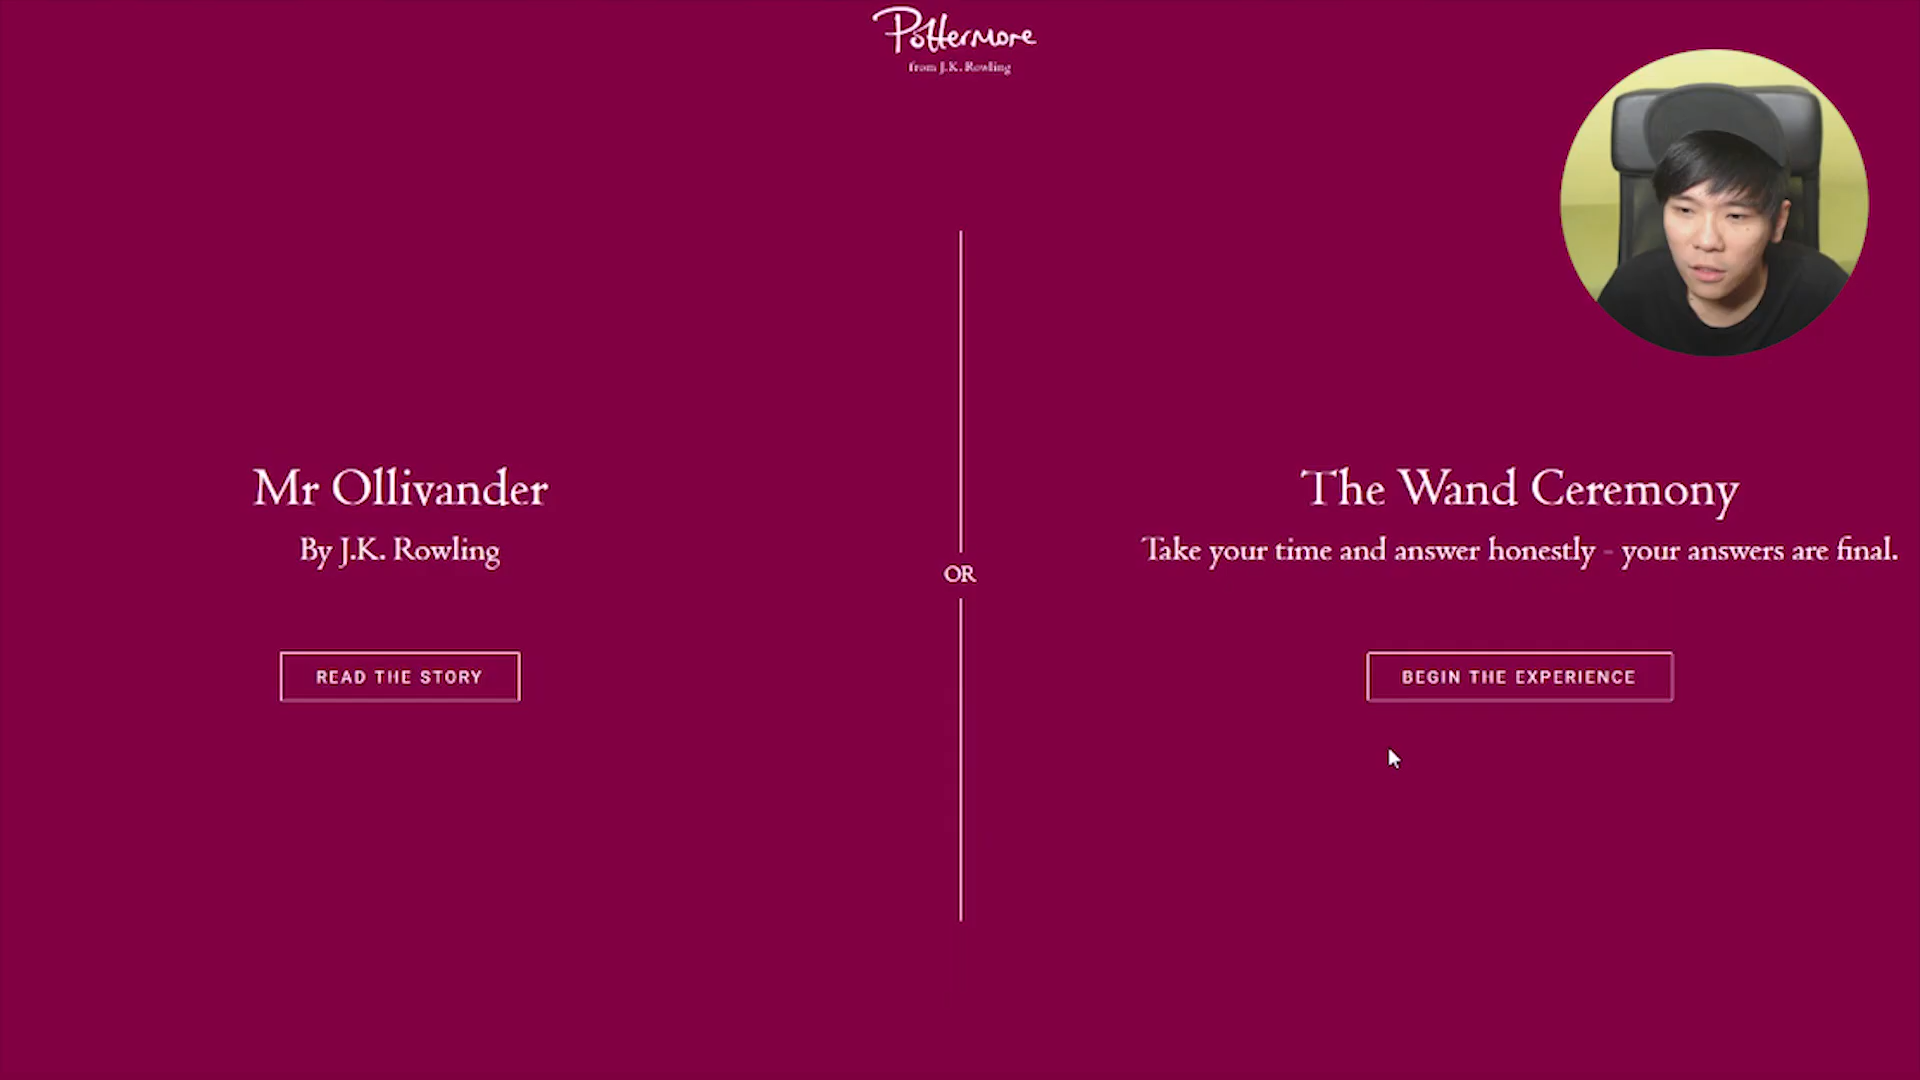 Pottermore
from J.K. Rowling
Mr Ollivander
By J.K. Rowling
READ THE STORY
OR
The Wand Ceremony
Take your time and answer honestly - your answers are final.
BEGIN THE EXPERIENCE